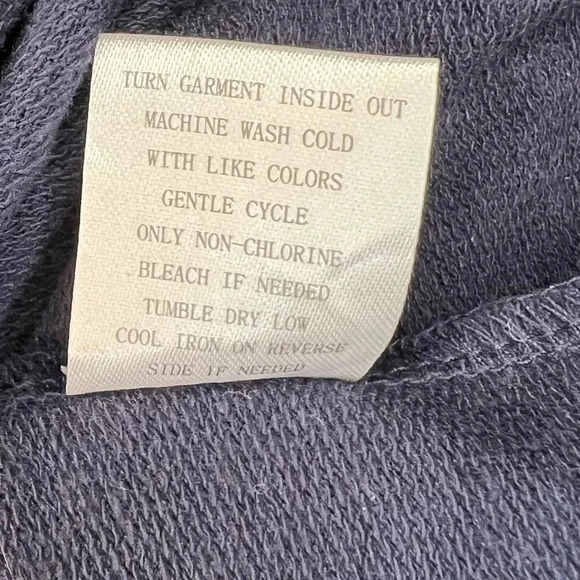 TURN GARMENT INSIDE OUT
MACHINE WASH COLD
WITH LIKE COLORS
GENTLE CYCLE
ONLY NON-CHLORINE
BLEACH IF NEEDED
TUMBLE DRY LOW
COOL IRON ON REVERSE
SIDE IF NEEDED